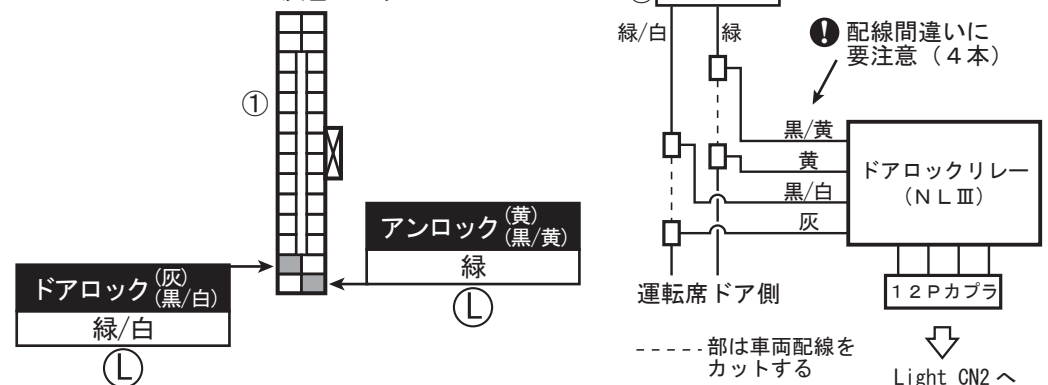 ①
アンロック (黄)(黒/黄)
緑
Ⓛ
ドアロック (灰)(黒/白)
緑/白
Ⓛ
緑/白
緑
配線間違いに
要注意（４本）
黒/黄
黄
黒/白
灰
ドアロックリレー
（ＮＬⅢ）
１２Ｐカプラ
運転席ドア側
-----部は車両配線を
カットする
Light CN2 へ